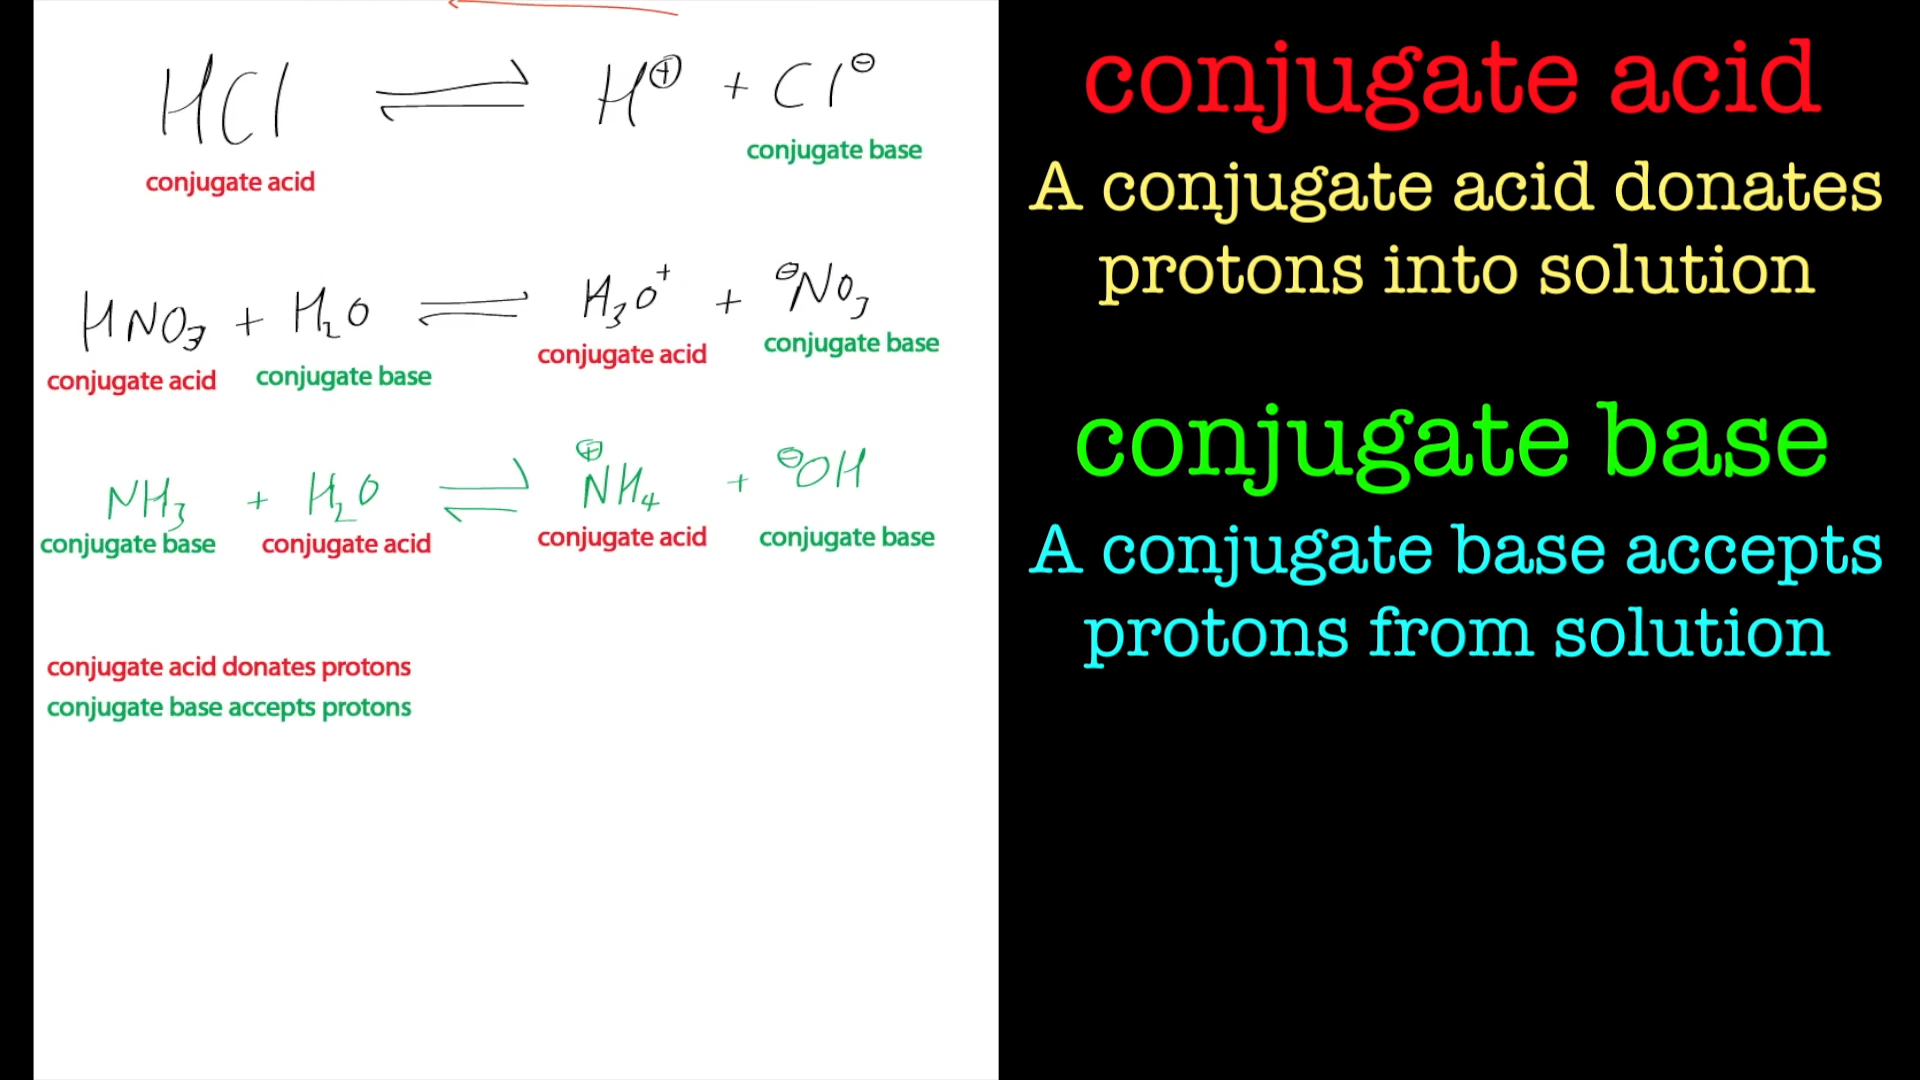 HCl ⇌ H⊕ + Cl⊖
conjugate base
conjugate acid
HNO₃ + H₂O ⇌ H₃O⁺ + ⊖NO₃
conjugate acid conjugate base conjugate acid conjugate base
NH₃ + H₂O ⇌ ⊕NH₄ + ⊖OH
conjugate base conjugate acid conjugate acid conjugate base
conjugate acid donates protons
conjugate base accepts protons
conjugate acid
A conjugate acid donates
protons into solution
conjugate base
A conjugate base accepts
protons from solution